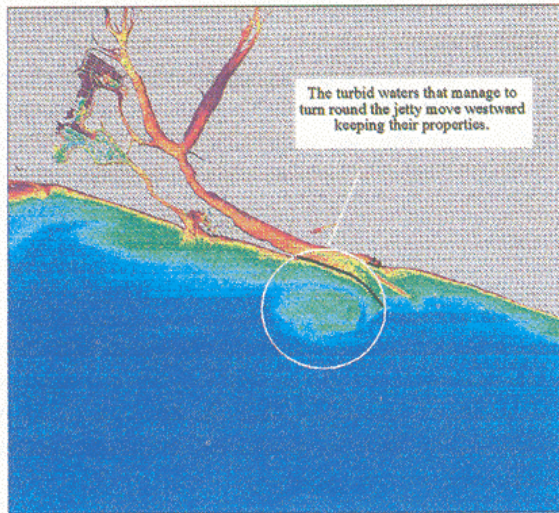 The turbid waters that manage to
turn round the jetty move westward
keeping their properties.